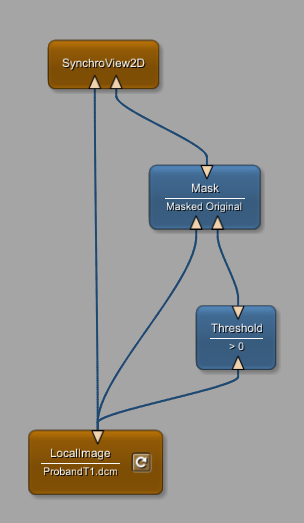 SynchroView2D
Mask
Masked Original
Threshold
> 0
LocalImage
ProbandT1.dcm